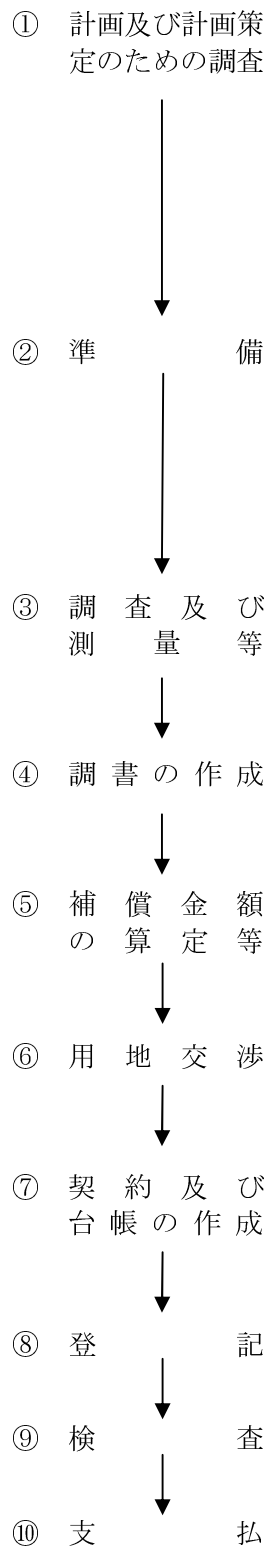 ① 計画及び計画策
定のための調査
② 準備
③ 調査及び
測量等
④ 調書の作成
⑤ 補償金額
の算定等
⑥ 用地交渉
⑦ 契約及び
台帳の作成
⑧ 登記
⑨ 検査
⑩ 支払